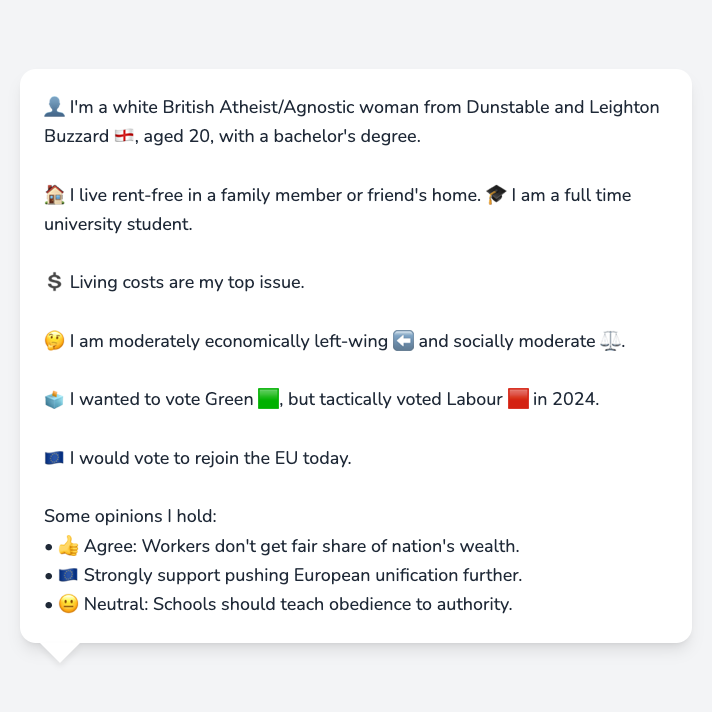 👤 I'm a white British Atheist/Agnostic woman from Dunstable and Leighton
Buzzard 🏴󠁧󠁢󠁥󠁮󠁧󠁿, aged 20, with a bachelor's degree.
🏠 I live rent-free in a family member or friend's home. 🎓 I am a full time
university student.
💲 Living costs are my top issue.
🤔 I am moderately economically left-wing ⬅️ and socially moderate ⚖️.
🗳️ I wanted to vote Green 🟩, but tactically voted Labour 🟥 in 2024.
🇪🇺 I would vote to rejoin the EU today.
Some opinions I hold:
• 👍 Agree: Workers don't get fair share of nation's wealth.
• 🇪🇺 Strongly support pushing European unification further.
• 😐 Neutral: Schools should teach obedience to authority.